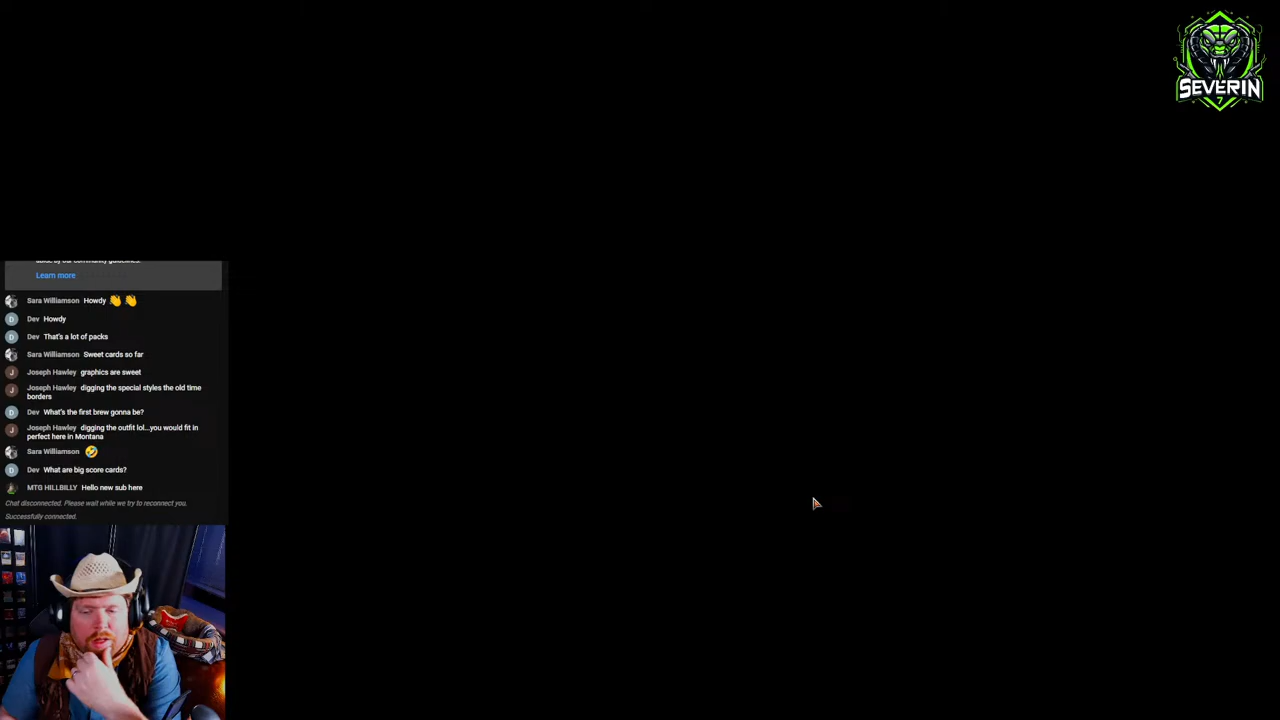 SEVERIN
7
Learn more
Sara Williamson Howdy 👏 👏
D Dev Howdy
D Dev That's a lot of packs
Sara Williamson Sweet cards so far
J Joseph Hawley graphics are sweet
J Joseph Hawley digging the special styles the old time
borders
D Dev What's the first brew gonna be?
J Joseph Hawley digging the outfit lol...you would fit in
perfect here in Montana
Sara Williamson 🤣
D Dev What are big score cards?
MTG HILLBILLY Hello new sub here
Chat disconnected. Please wait while we try to reconnect you.
Successfully connected.